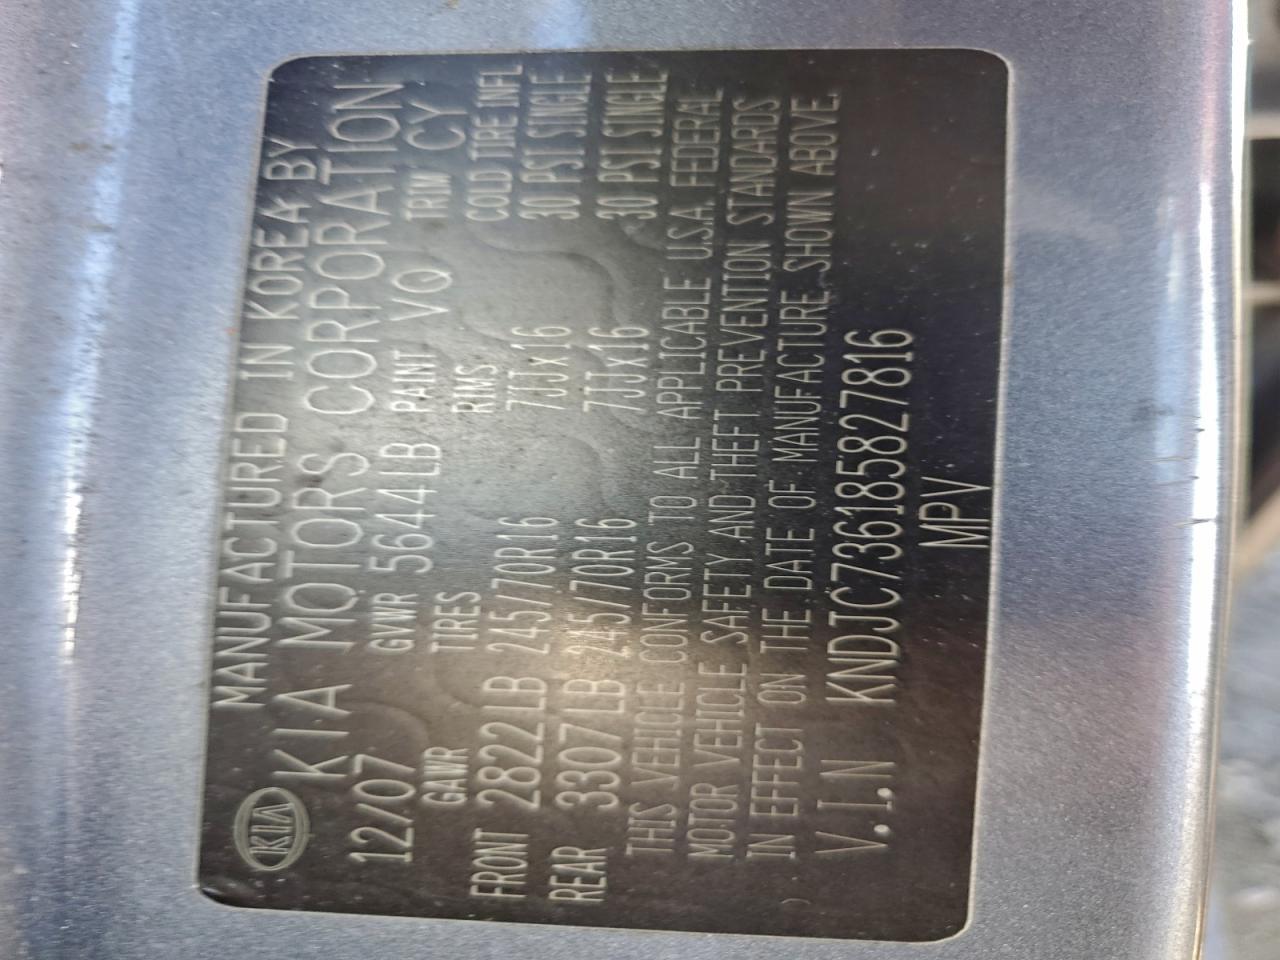 KIA
MANUFACTURED IN KOREA BY
KIA MOTORS CORPORATION
12/07 GVWR 5644LB PAINT VQ TRIM CY
GAWR TIRES RIMS COLD TIRE INFL
FRONT 2822LB 245/70R16 7JJx16 30 PSI SINGLE
REAR 3307LB 245/70R16 7JJx16 30 PSI SINGLE
THIS VEHICLE CONFORMS TO ALL APPLICABLE U.S.A. FEDERAL
MOTOR VEHICLE SAFETY AND THEFT PREVENTION STANDARDS
IN EFFECT ON THE DATE OF MANUFACTURE SHOWN ABOVE.
V.I.N KNDJC736185827816
MPV